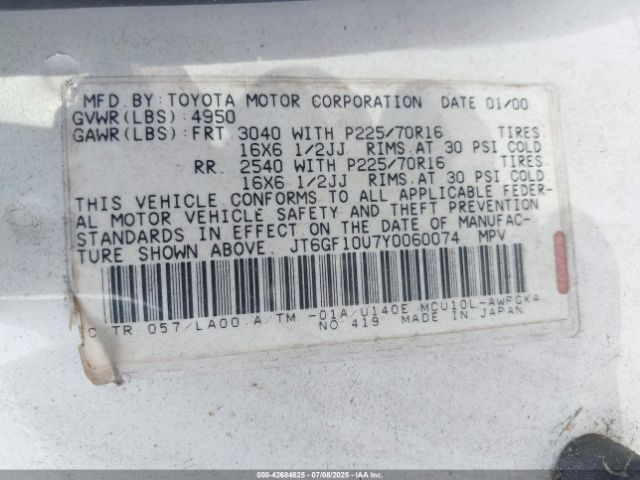 MFD. BY: TOYOTA MOTOR CORPORATION DATE 01/00
GVWR(LBS): 4950
GAWR(LBS): FRT 3040 WITH P225/70R16 TIRES.
16X6 1/2JJ RIMS. AT 30 PSI COLD
RR. 2540 WITH P225/70R16 TIRES.
16X6 1/2JJ RIMS. AT 30 PSI COLD
THIS VEHICLE CONFORMS TO ALL APPLICABLE FEDER-
AL MOTOR VEHICLE SAFETY AND THEFT PREVENTION
STANDARDS IN EFFECT ON THE DATE OF MANUFAC-
TURE SHOWN ABOVE. JT6GF10U7Y0060074 MPV
C/TR 057/LA00 A/TM -01A/U140E MCU10L-AWPGKA
NO 419 MADE IN JAPAN
000-42684625 07/08/2025 IAAI.COM